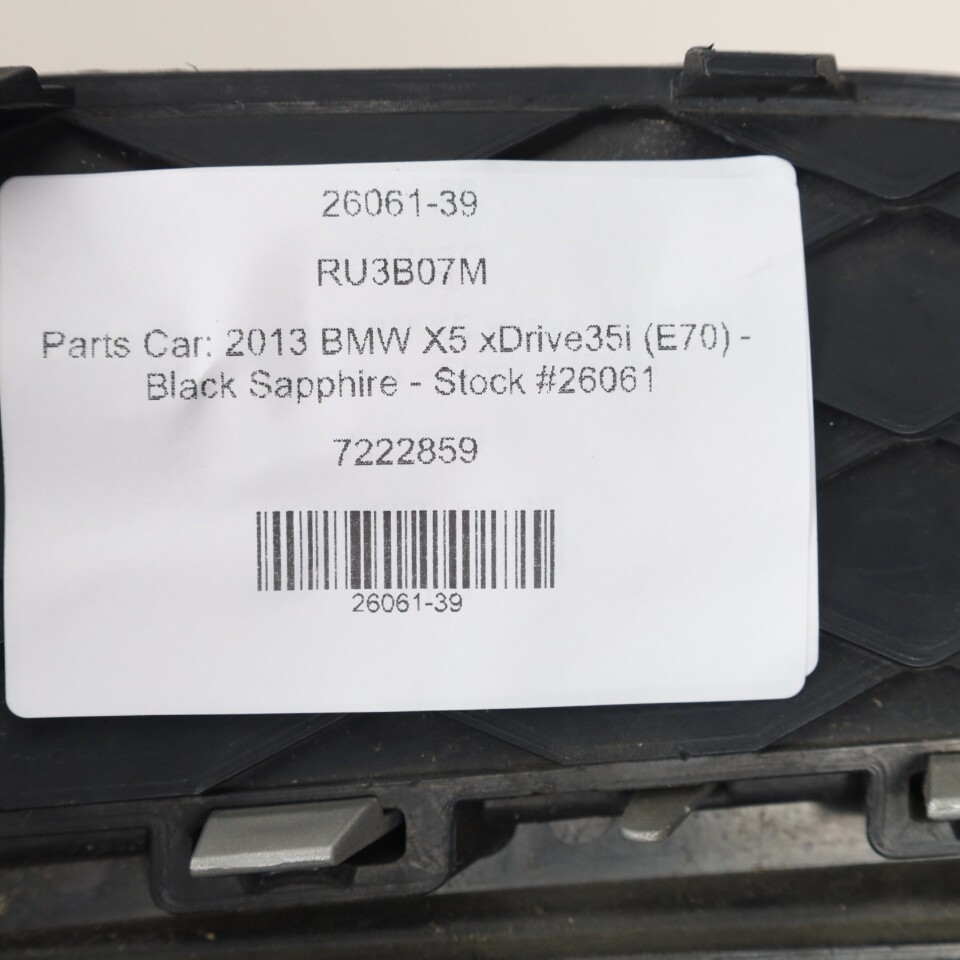 26061-39
RU3B07M
Parts Car: 2013 BMW X5 xDrive35i (E70) -
Black Sapphire - Stock #26061
7222859
26061-39